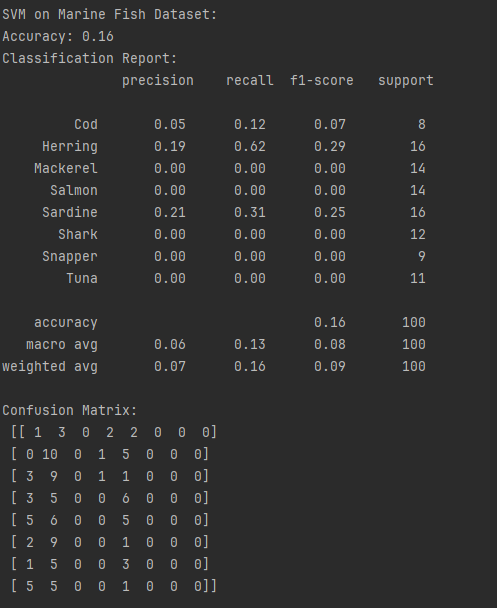 SVM on Marine Fish Dataset:
Accuracy: 0.16
Classification Report:
              precision    recall  f1-score   support

         Cod       0.05      0.12      0.07         8
     Herring       0.19      0.62      0.29        16
    Mackerel       0.00      0.00      0.00        14
      Salmon       0.00      0.00      0.00        14
     Sardine       0.21      0.31      0.25        16
       Shark       0.00      0.00      0.00        12
     Snapper       0.00      0.00      0.00         9
        Tuna       0.00      0.00      0.00        11

    accuracy                           0.16       100
   macro avg       0.06      0.13      0.08       100
weighted avg       0.07      0.16      0.09       100

Confusion Matrix:
 [[ 1  3  0  2  2  0  0  0]
 [ 0 10  0  1  5  0  0  0]
 [ 3  9  0  1  1  0  0  0]
 [ 3  5  0  0  6  0  0  0]
 [ 5  6  0  0  5  0  0  0]
 [ 2  9  0  0  1  0  0  0]
 [ 1  5  0  0  3  0  0  0]
 [ 5  5  0  0  1  0  0  0]]